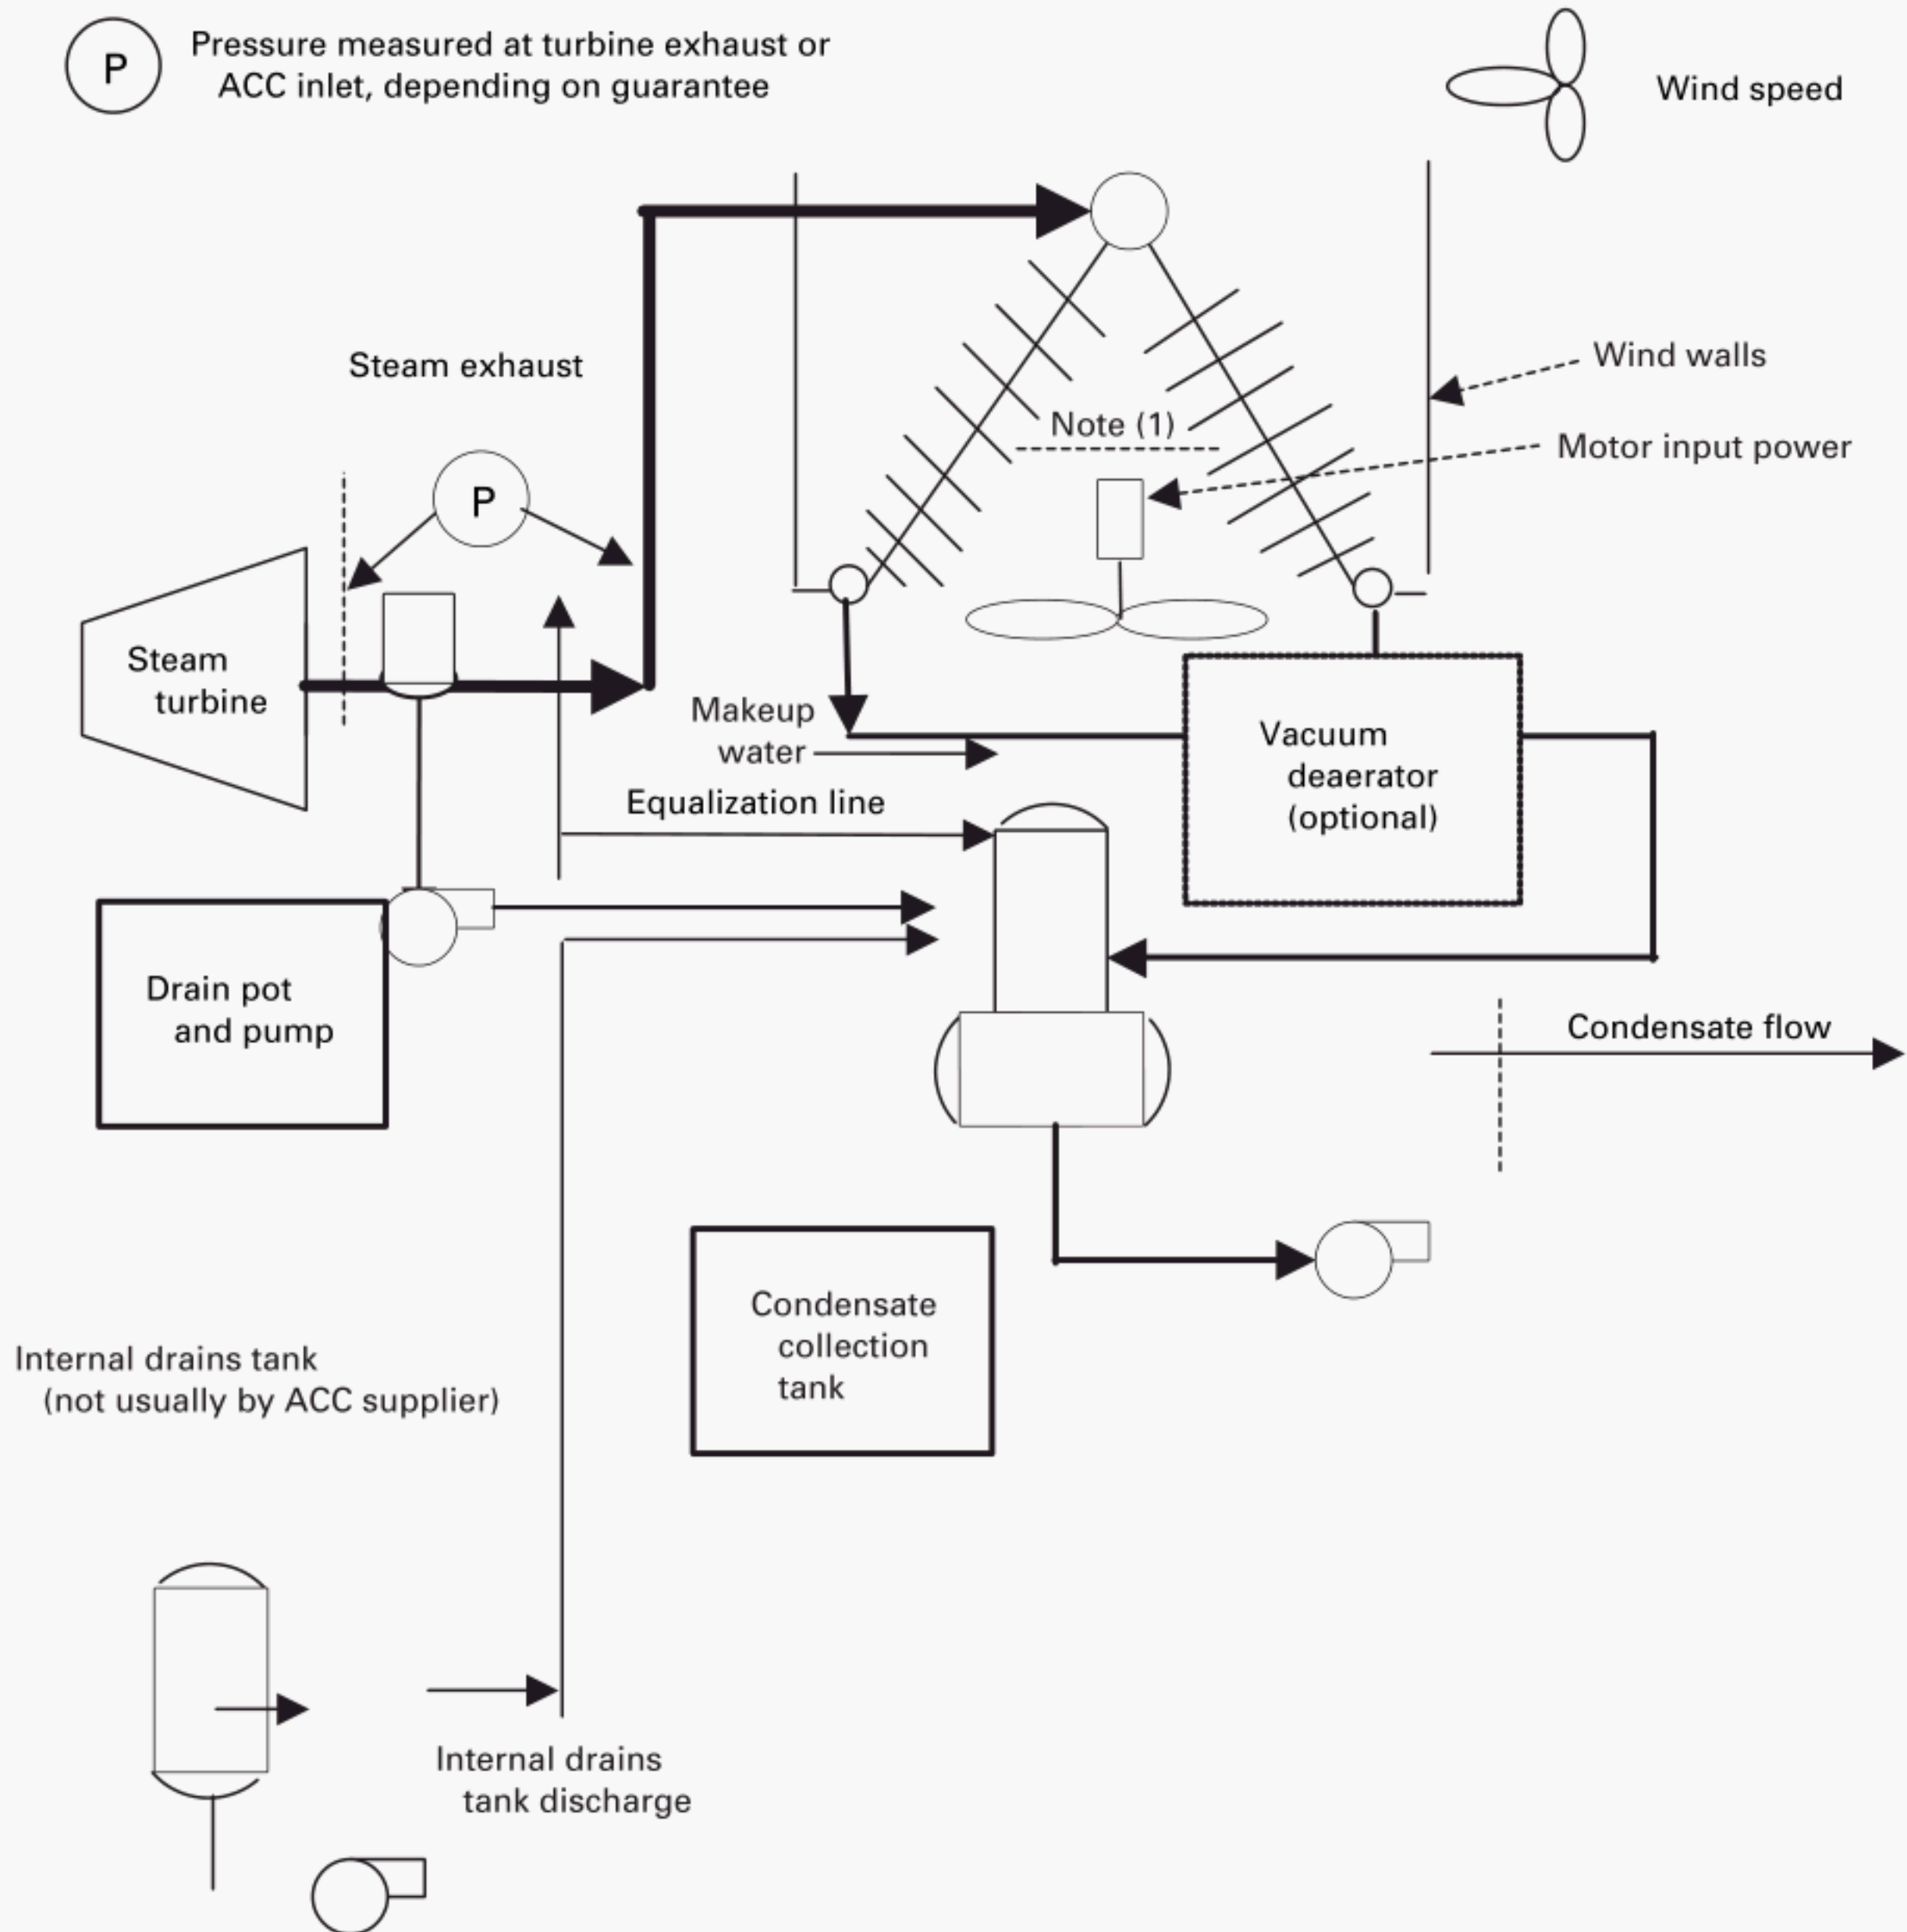 P
Pressure measured at turbine exhaust or
ACC inlet, depending on guarantee
Wind speed
Steam exhaust
Wind walls
Note (1)
Motor input power
P
Steam
turbine
Makeup
water
Vacuum
deaerator
(optional)
Equalization line
Drain pot
and pump
Condensate flow
Condensate
collection
tank
Internal drains tank
(not usually by ACC supplier)
Internal drains
tank discharge